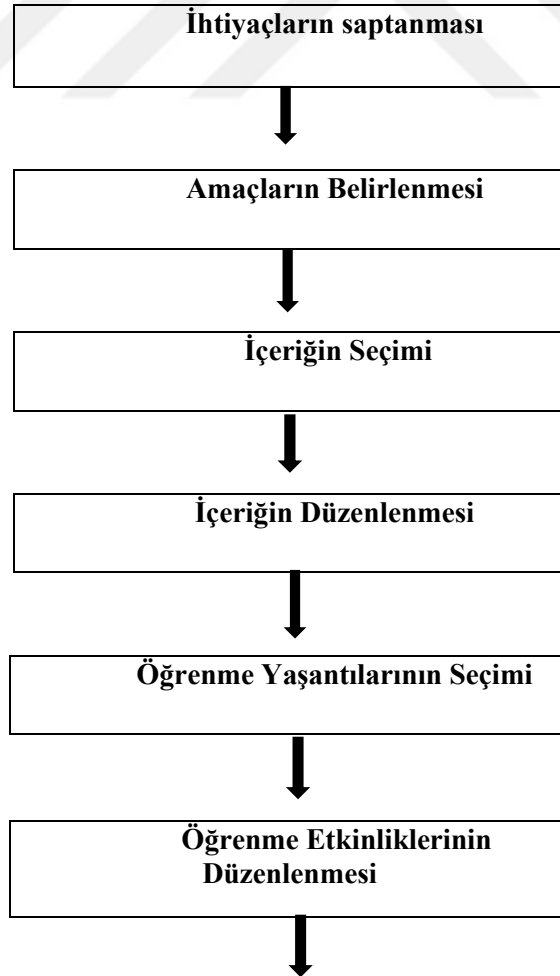 İhtiyaçların saptanması
Amaçların Belirlenmesi
İçeriğin Seçimi
İçeriğin Düzenlenmesi
Öğrenme Yaşantılarının Seçimi
Öğrenme Etkinliklerinin
Düzenlenmesi